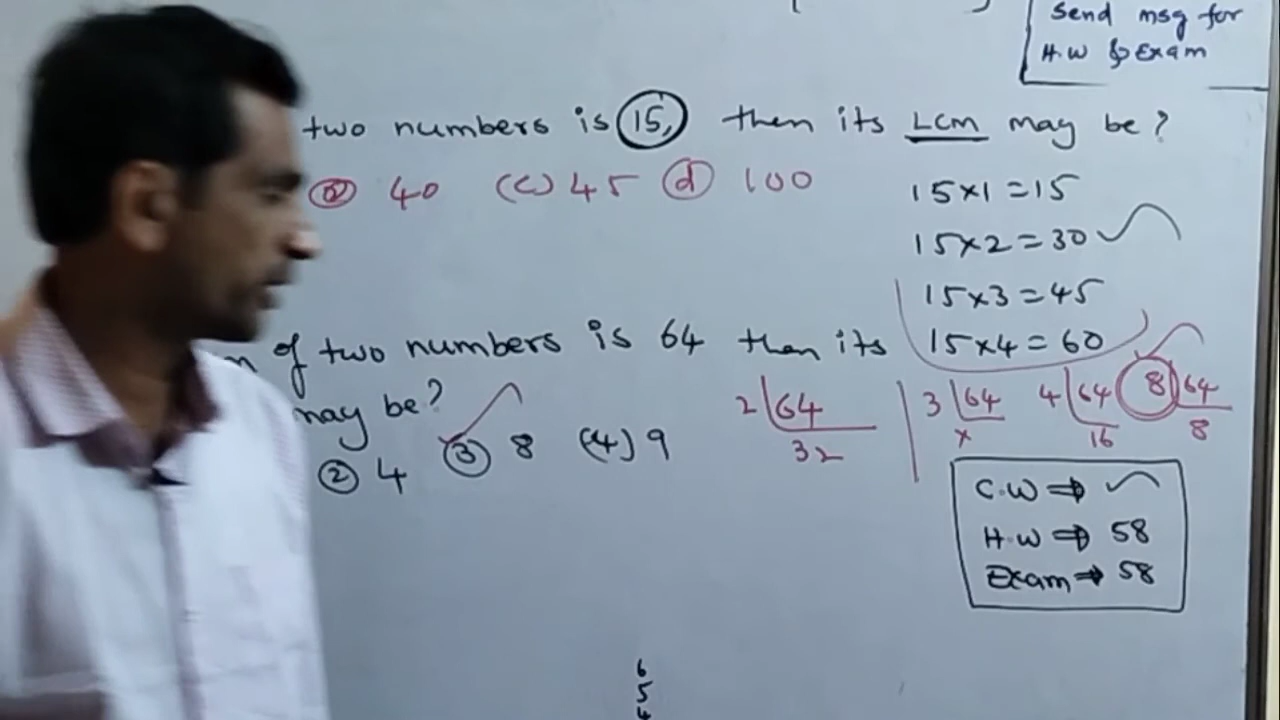 Send msg for
H.W & Exam
two numbers is 15, then its LCM may be?
40 (c) 45 (d) 100
15×1=15
15×2=30
15×3=45
15×4=60
of two numbers is 64 then its
may be?
(2) 4 (3) 8 (4) 9
2 64 3 64 4 64 8 64
32 × 16 8
C.W ⇒
H.W ⇒ 58
Exam ⇒ 58
6
5
4